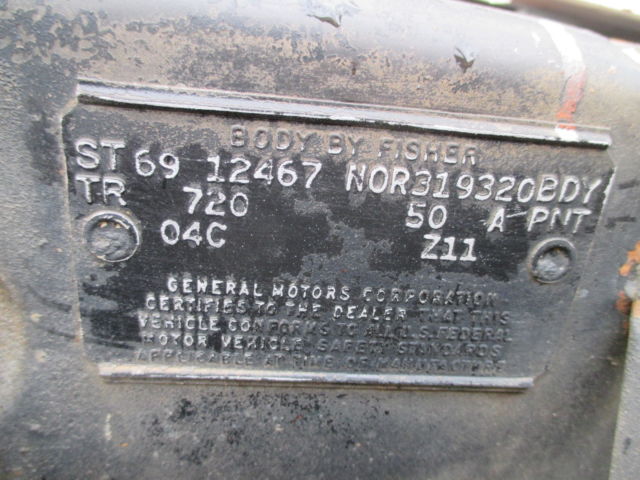 BODY BY FISHER
ST 69 12467 NOR319320BDY
TR 720 50 A PNT
04C Z11
GENERAL MOTORS CORPORATION
CERTIFIES TO THE DEALER THAT THIS
VEHICLE CONFORMS TO ALL U.S. FEDERAL
MOTOR VEHICLE SAFETY STANDARDS
APPLICABLE AT TIME OF MANUFACTURE